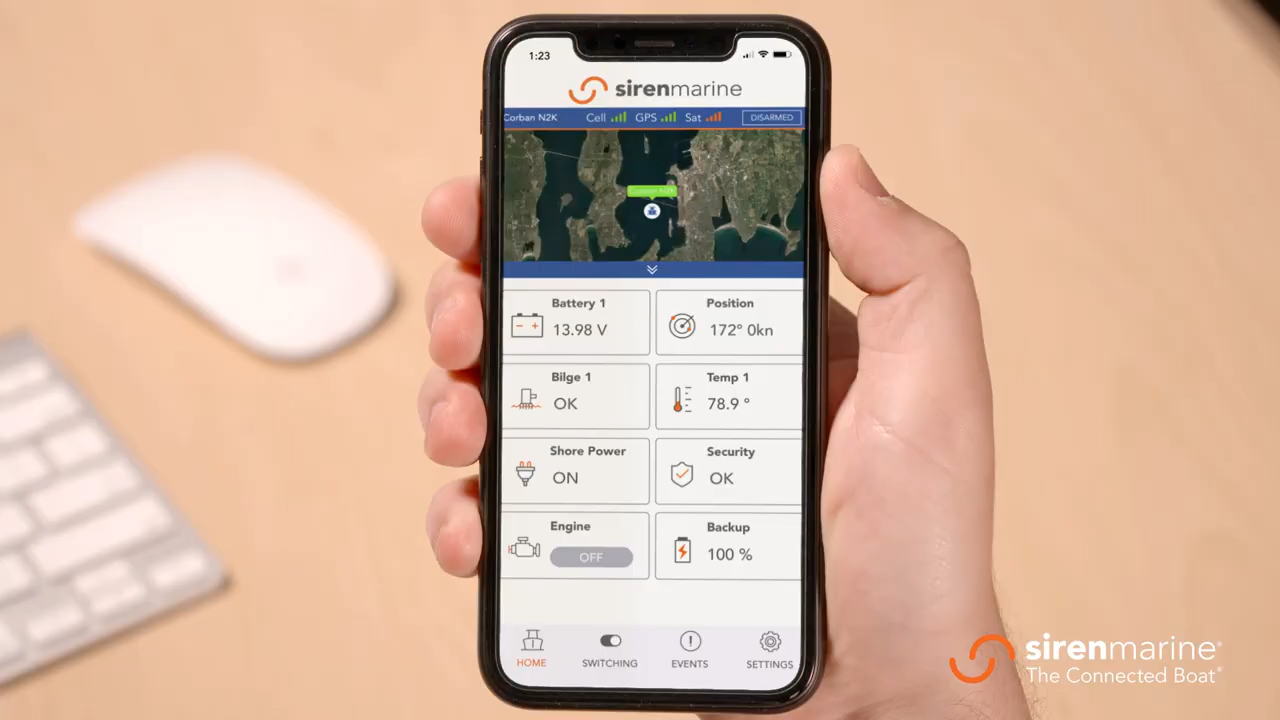 1:23
sirenmarine
Corban N2K Cell GPS Sat DISARMED
Corban N2K
Battery 1
13.98 V
Position
172° 0kn
Bilge 1
OK
Temp 1
78.9 °
Shore Power
ON
Security
OK
Engine
OFF
Backup
100 %
HOME
SWITCHING
EVENTS
SETTINGS
sirenmarine®
The Connected Boat®